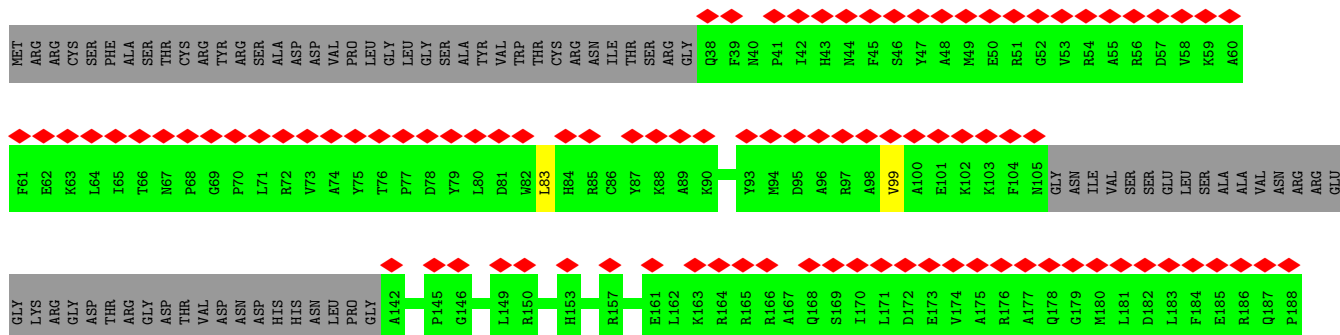 MET ARG ARG CYS SER PHE ALA SER THR CYS ARG TYR ARG SER ALA ASP ASP VAL PRO LEU GLY LEU GLY SER ALA TYR VAL TRP THR CYS ARG ASN ILE THR SER ARG GLY Q38 F39 N40 P41 I42 H43 N44 F45 S46 Y47 A48 M49 E50 R51 G52 V53 R54 A55 R56 D57 V58 K59 A60
F61 E62 K63 L64 I65 T66 N67 P68 G69 P70 L71 R72 V73 A74 Y75 T76 P77 D78 Y79 L80 D81 W82 L83 H84 R85 C86 Y87 K88 A89 K90 Y93 M94 D95 A96 R97 A98 V99 A100 E101 K102 K103 F104 N105 GLY ASN ILE VAL SER SER GLU LEU SER ALA ALA VAL ASN ARG ARG GLU
GLY LYS ARG GLY ASP THR ARG GLY ASP THR VAL ASP ASN ASP HIS HIS ASN LEU PRO GLY A142 P145 G146 L149 R150 H153 R157 E161 L162 K163 R164 R165 R166 A167 Q168 S169 I170 L171 D172 E173 V174 A175 R176 A177 Q178 G179 M180 L181 D182 L183 F184 E185 R186 Q187 P188